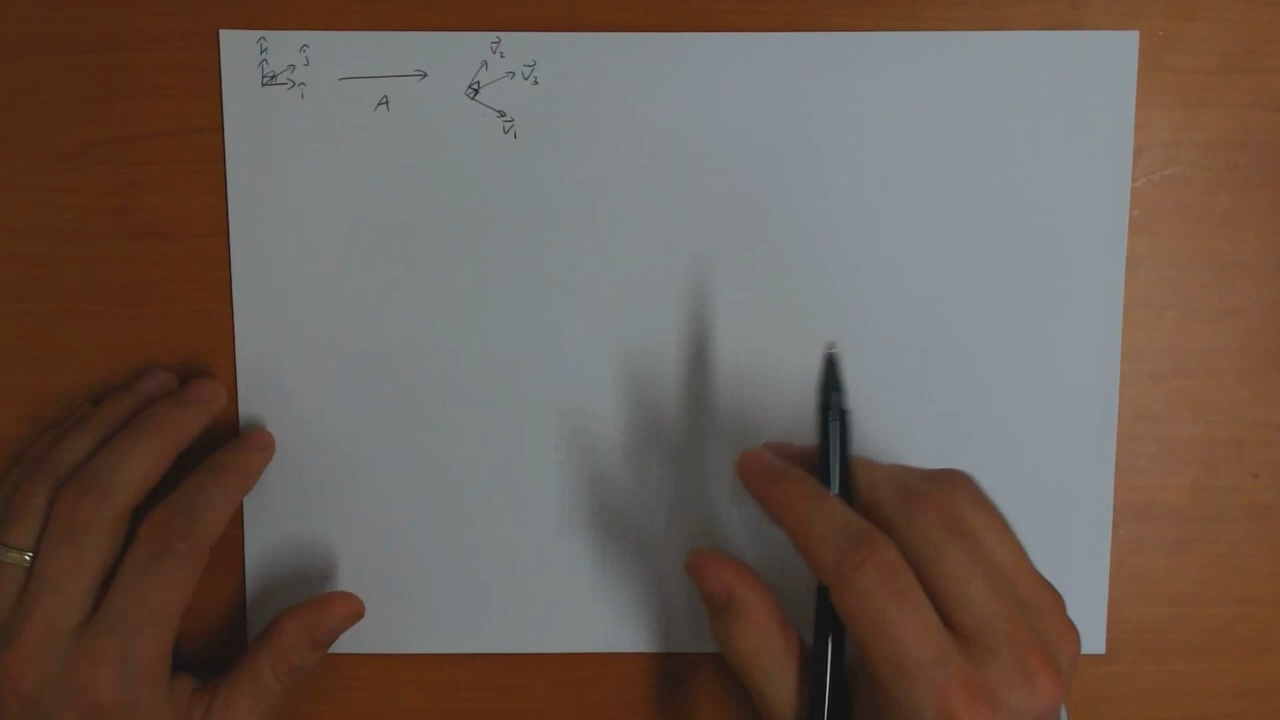 k̂ ĵ î
A
v⃗₂ v⃗₃ v⃗₁